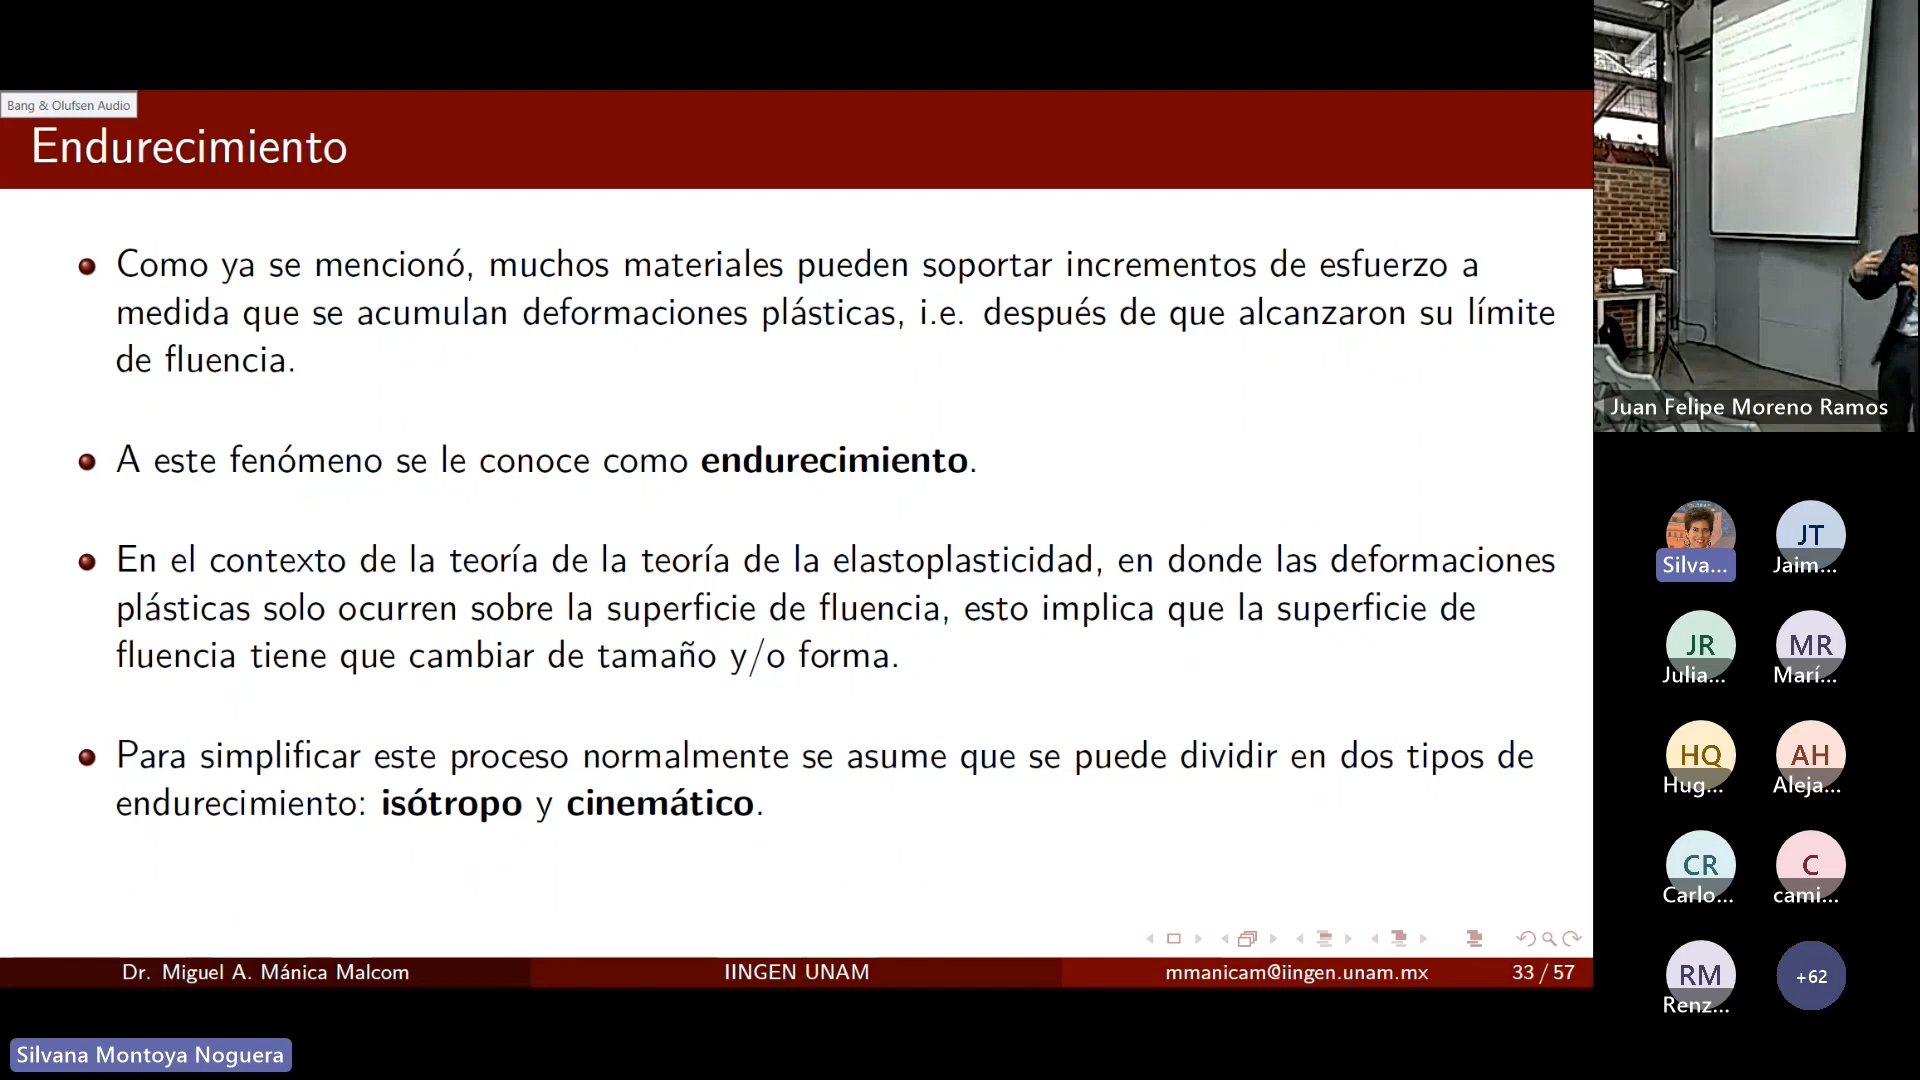 Bang & Olufsen Audio
Endurecimiento
Como ya se mencionó, muchos materiales pueden soportar incrementos de esfuerzo a
medida que se acumulan deformaciones plásticas, i.e. después de que alcanzaron su límite
de fluencia.
A este fenómeno se le conoce como endurecimiento.
En el contexto de la teoría de la teoría de la elastoplasticidad, en donde las deformaciones
plásticas solo ocurren sobre la superficie de fluencia, esto implica que la superficie de
fluencia tiene que cambiar de tamaño y/o forma.
Para simplificar este proceso normalmente se asume que se puede dividir en dos tipos de
endurecimiento: isótropo y cinemático.
Dr. Miguel A. Mánica Malcom
IINGEN UNAM
mmanicam@iingen.unam.mx
33 / 57
Silvana Montoya Noguera
Juan Felipe Moreno Ramos
Silva...
JT
Jaim...
JR
Julia...
MR
Marí...
HQ
Hug...
AH
Aleja...
CR
Carlo...
C
cami...
RM
Renz...
+62